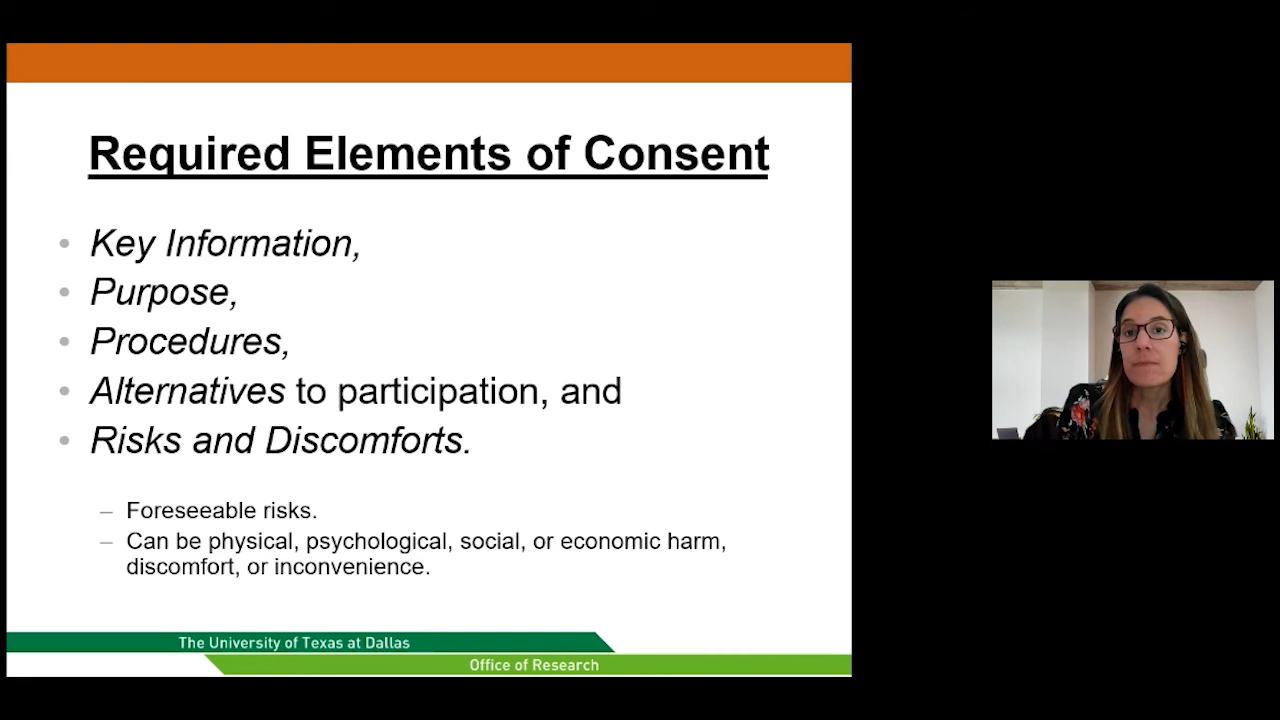 Required Elements of Consent
• Key Information,
• Purpose,
• Procedures,
• Alternatives to participation, and
• Risks and Discomforts.
– Foreseeable risks.
– Can be physical, psychological, social, or economic harm,
discomfort, or inconvenience.
The University of Texas at Dallas
Office of Research